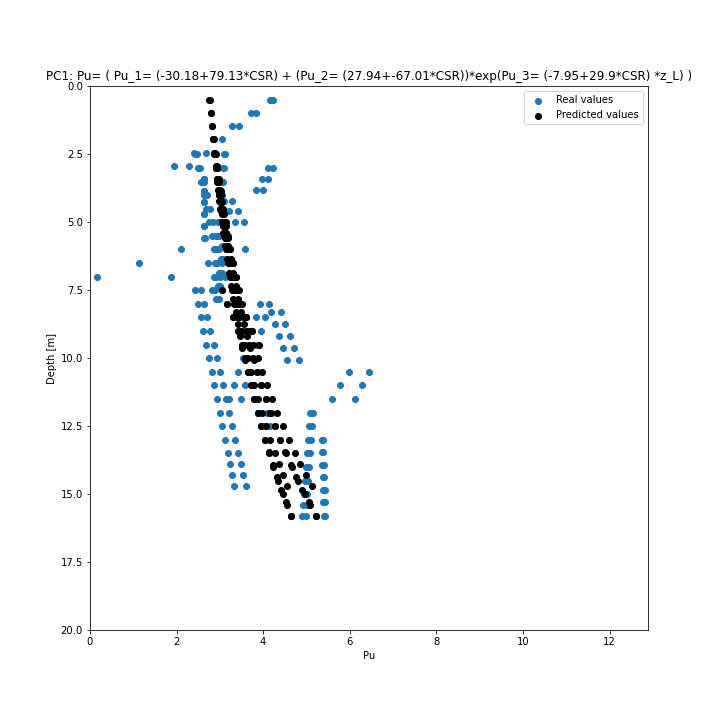 PC1: Pu= ( Pu_1= (-30.18+79.13*CSR) + (Pu_2= (27.94+-67.01*CSR))*exp(Pu_3= (-7.95+29.9*CSR) *z_L) )
Real values
Predicted values
0.0
2.5
5.0
7.5
10.0
12.5
15.0
17.5
20.0
Depth [m]
0 2 4 6 8 10 12
Pu